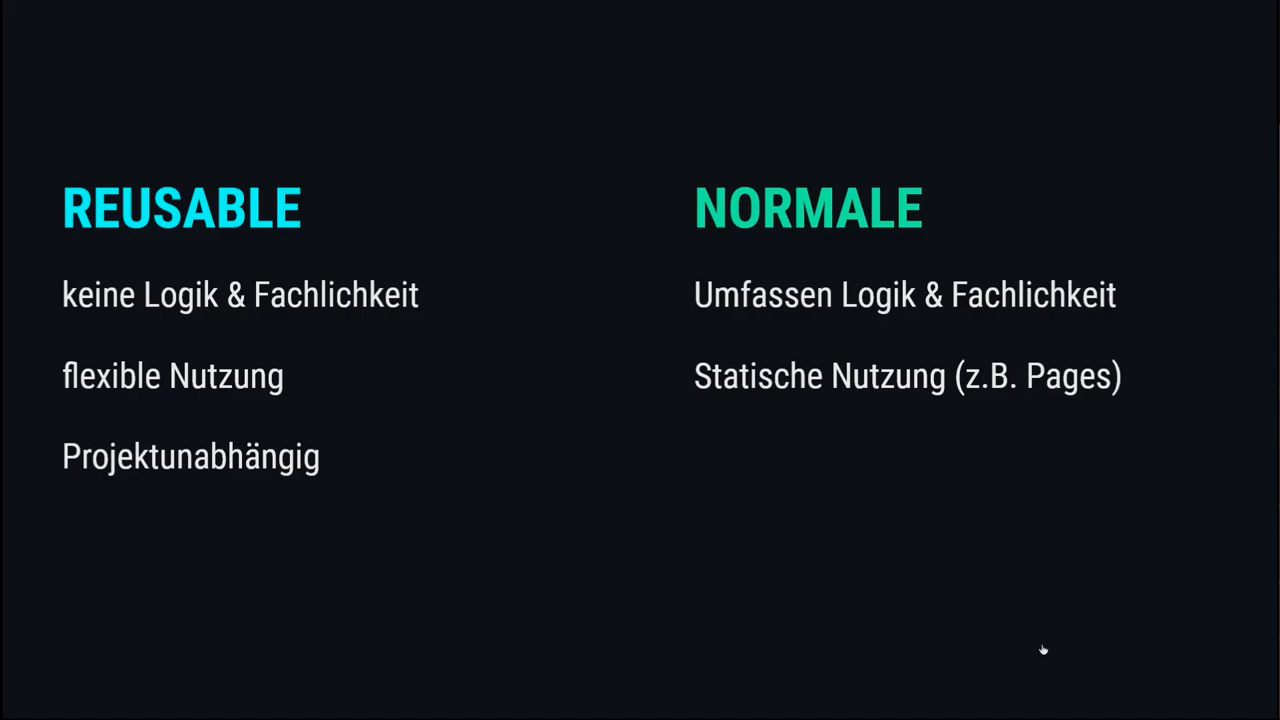 REUSABLE
keine Logik & Fachlichkeit
flexible Nutzung
Projektunabhängig
NORMALE
Umfassen Logik & Fachlichkeit
Statische Nutzung (z.B. Pages)